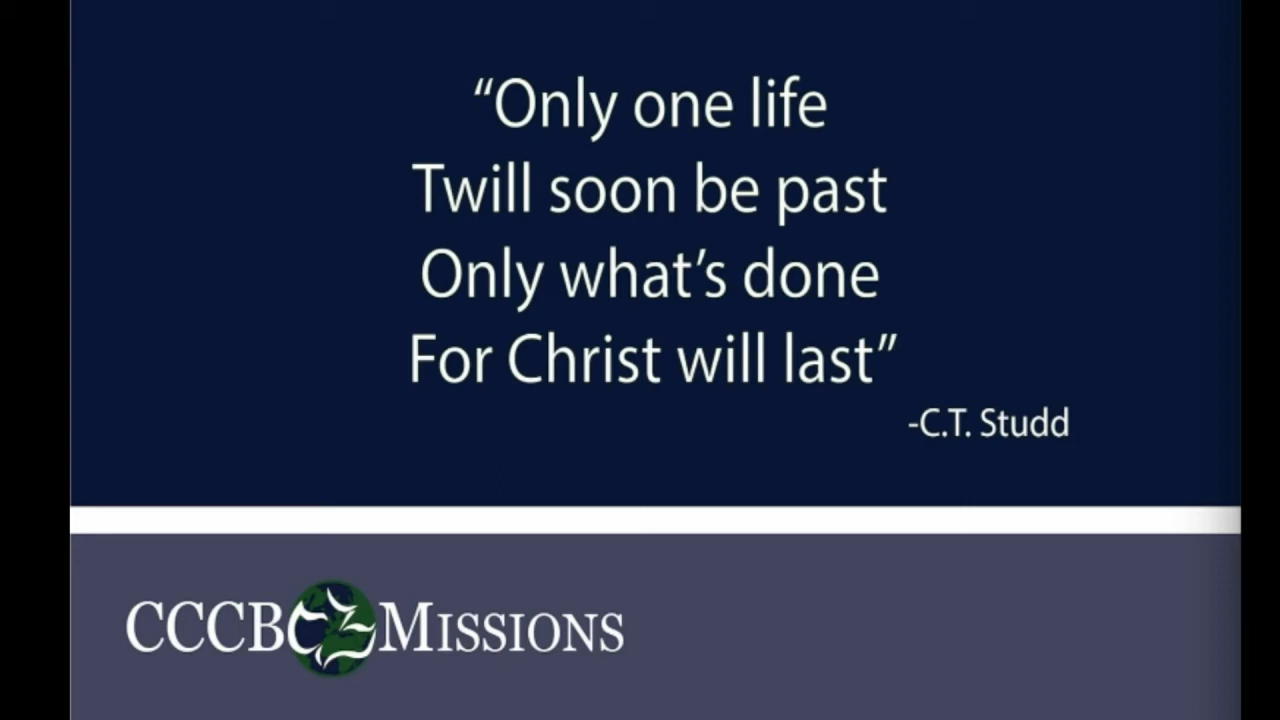 “Only one life
Twill soon be past
Only what’s done
For Christ will last”
-C.T. Studd
CCCB Missions